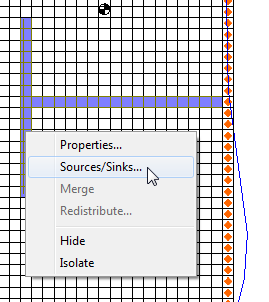 Properties...
Sources/Sinks...
Merge
Redistribute...
Hide
Isolate